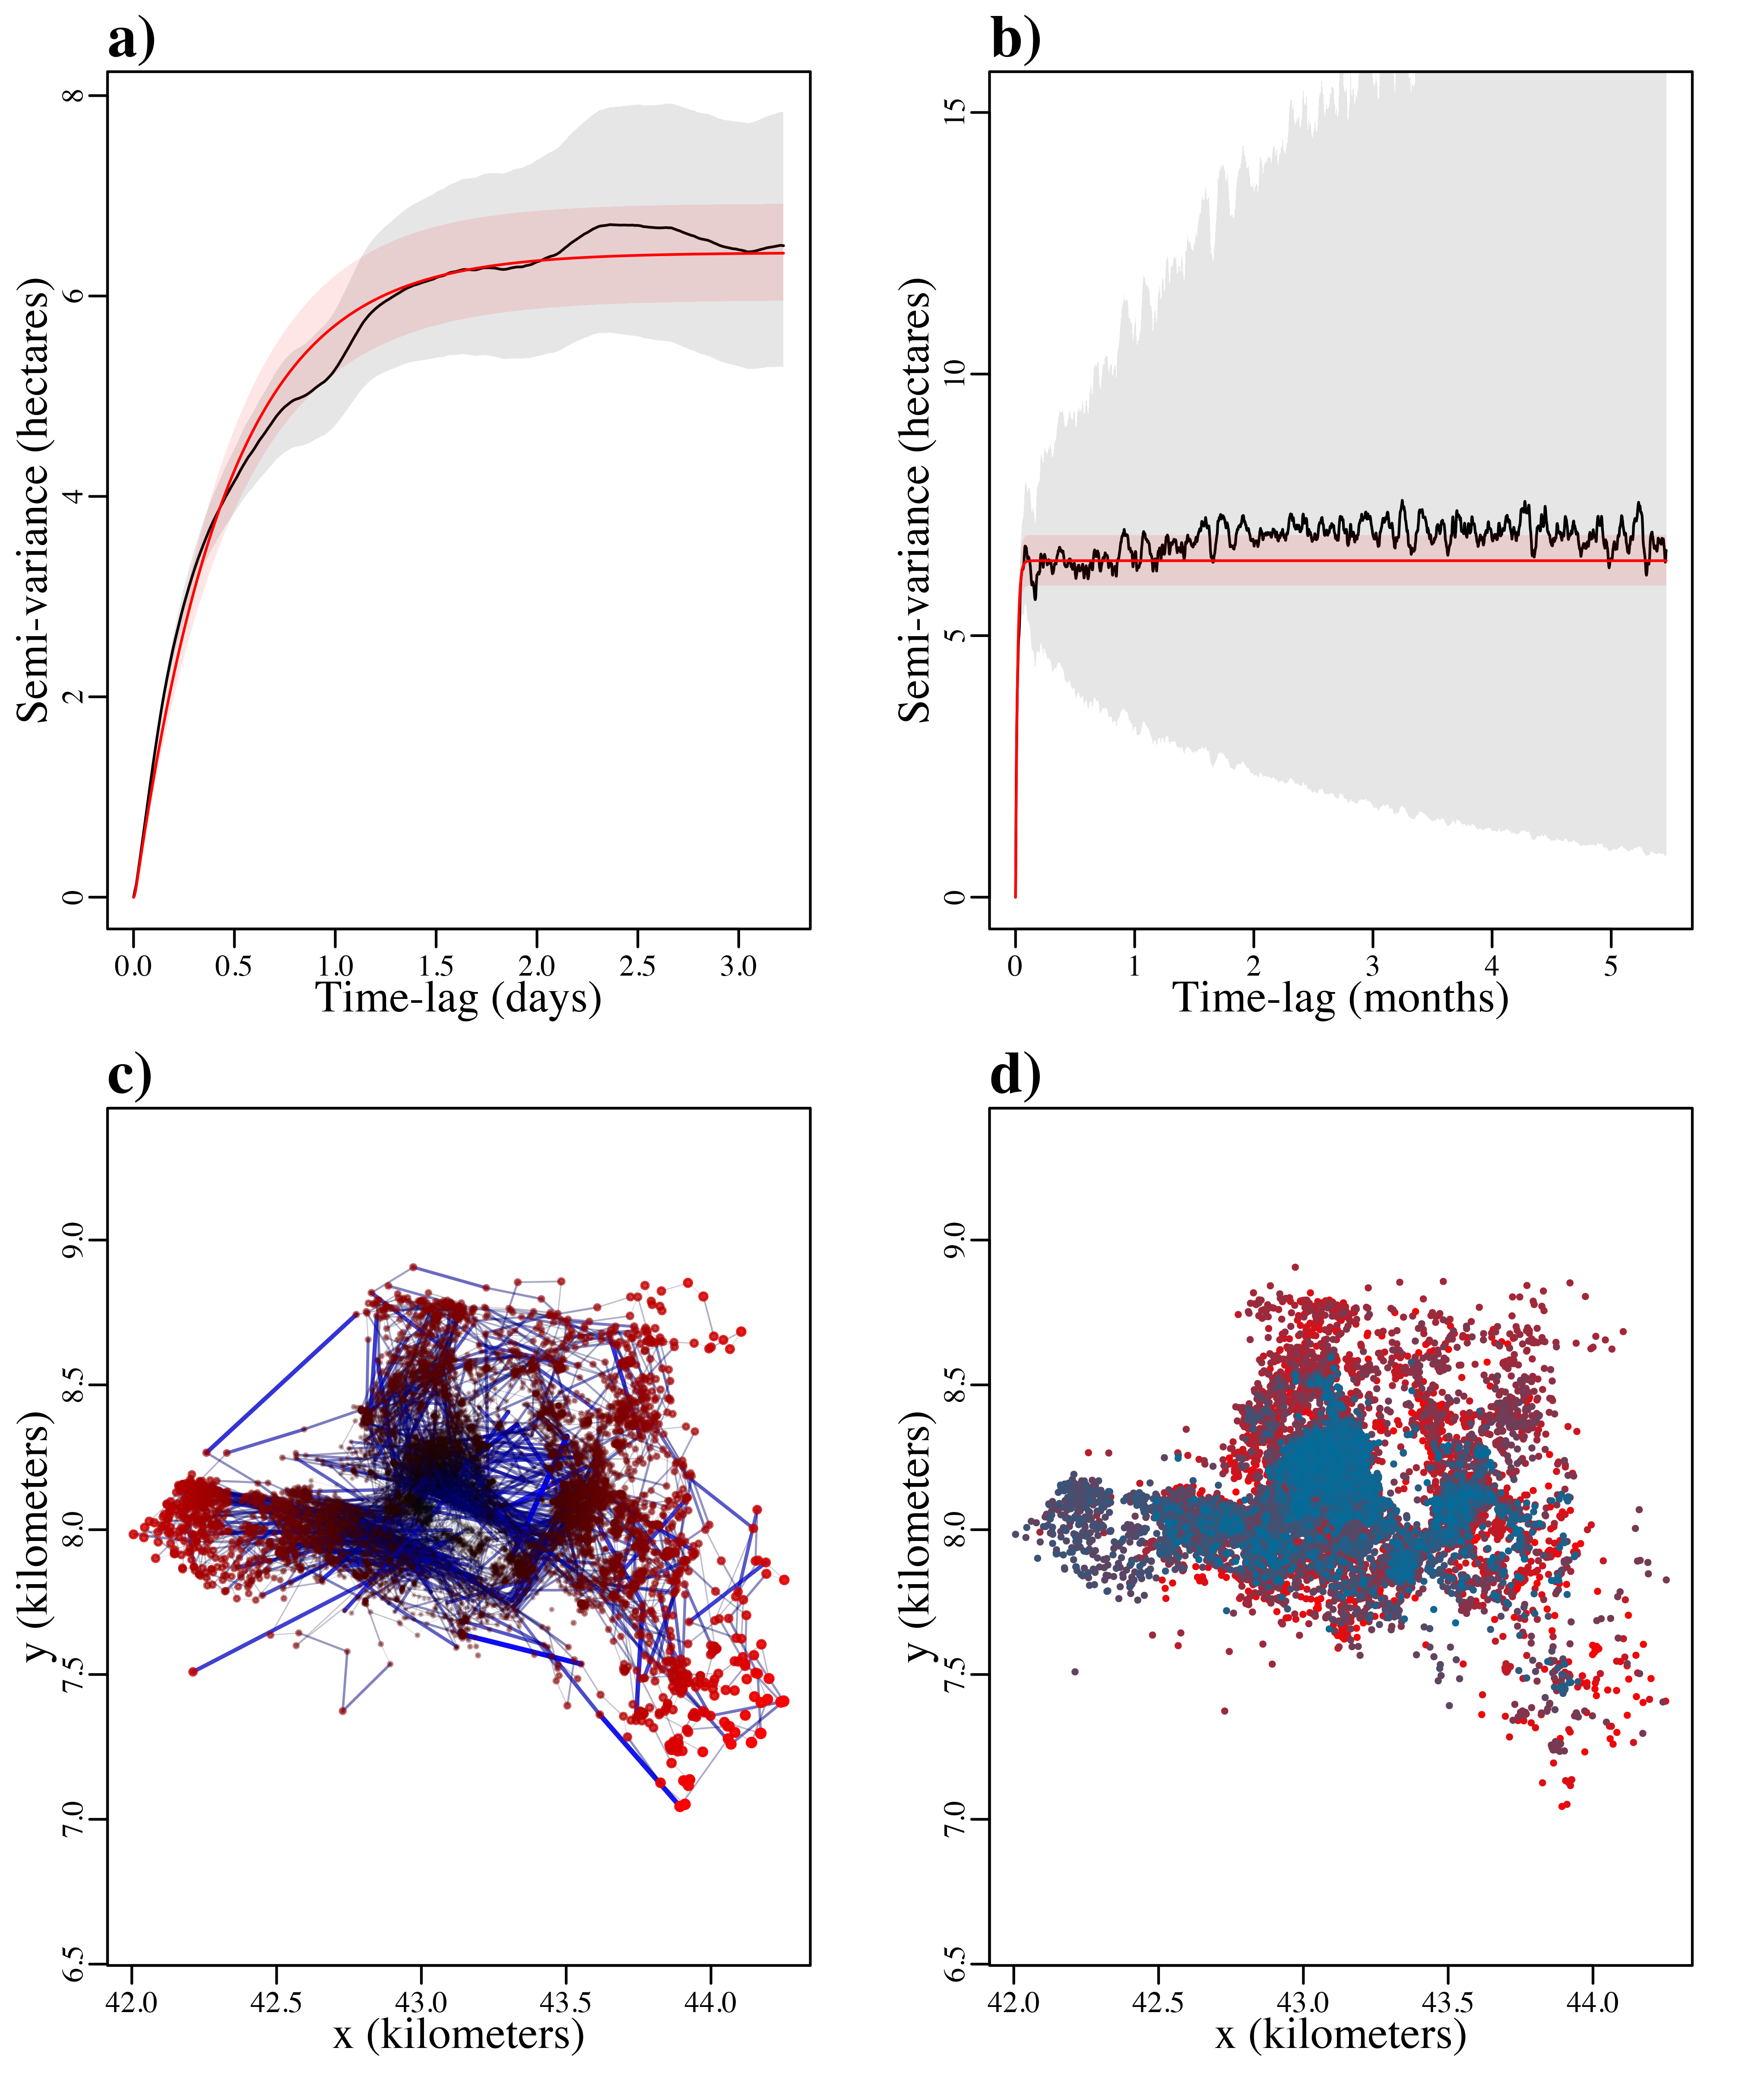 a)
Semi-variance (hectares)
8
6
4
2
0
0.0 0.5 1.0 1.5 2.0 2.5 3.0
Time-lag (days)
b)
Semi-variance (hectares)
15
10
5
0
0 1 2 3 4 5
Time-lag (months)
c)
y (kilometers)
9.0
8.5
8.0
7.5
7.0
6.5
42.0 42.5 43.0 43.5 44.0
x (kilometers)
d)
y (kilometers)
9.0
8.5
8.0
7.5
7.0
6.5
42.0 42.5 43.0 43.5 44.0
x (kilometers)